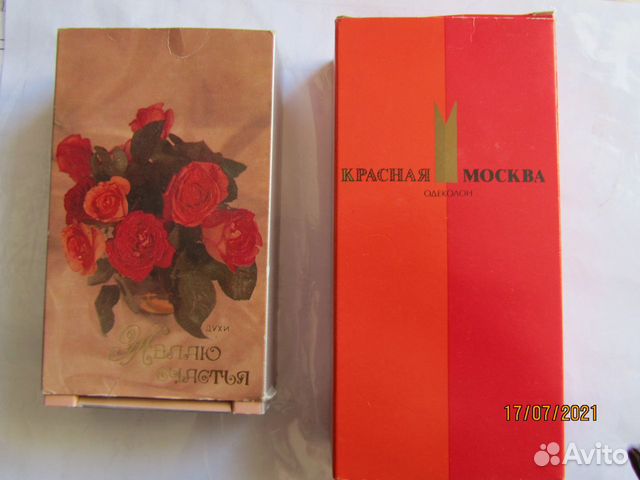 ДУХИ
Желаю
счастья
КРАСНАЯ МОСКВА
ОДЕКОЛОН
17/07/2021
Avito